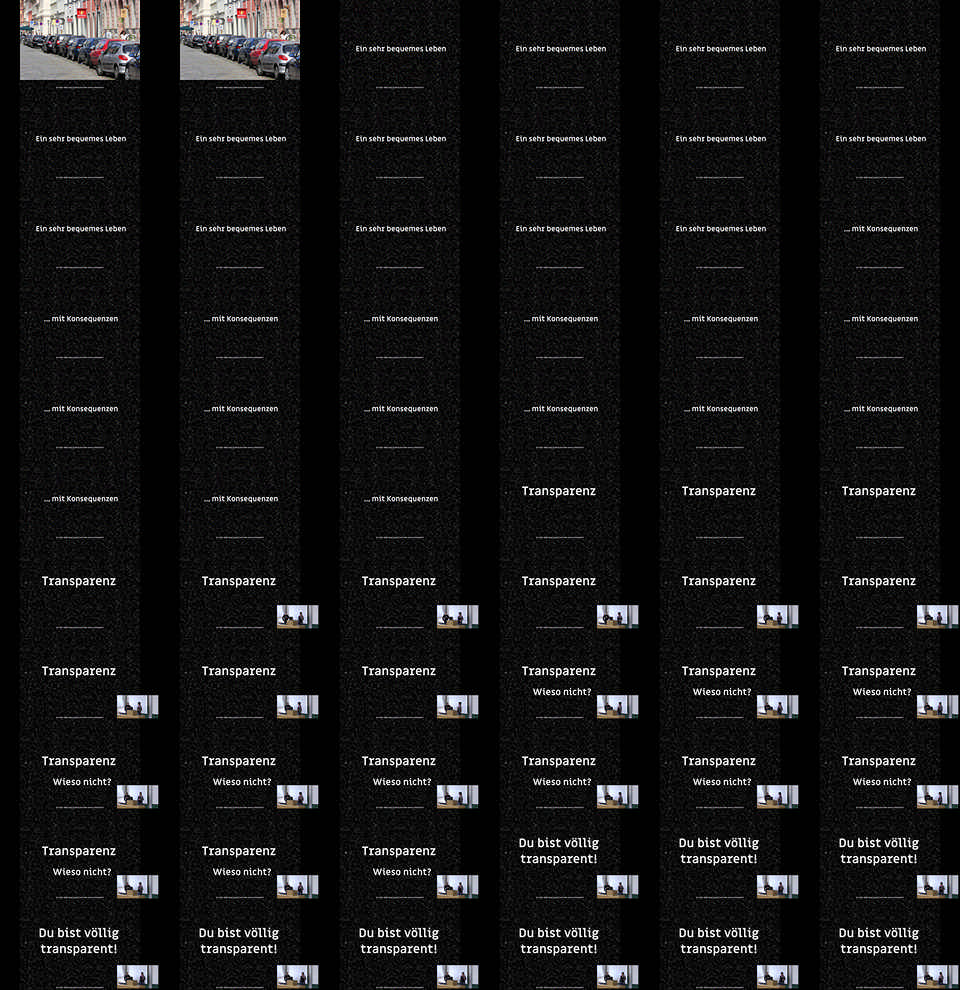 Ein sehr bequemes Leben Ein sehr bequemes Leben Ein sehr bequemes Leben Ein sehr bequemes Leben
Ein sehr bequemes Leben Ein sehr bequemes Leben Ein sehr bequemes Leben Ein sehr bequemes Leben Ein sehr bequemes Leben Ein sehr bequemes Leben
Ein sehr bequemes Leben Ein sehr bequemes Leben Ein sehr bequemes Leben Ein sehr bequemes Leben Ein sehr bequemes Leben ... mit Konsequenzen
... mit Konsequenzen ... mit Konsequenzen ... mit Konsequenzen ... mit Konsequenzen ... mit Konsequenzen ... mit Konsequenzen
... mit Konsequenzen ... mit Konsequenzen ... mit Konsequenzen ... mit Konsequenzen ... mit Konsequenzen ... mit Konsequenzen
... mit Konsequenzen ... mit Konsequenzen ... mit Konsequenzen Transparenz Transparenz Transparenz
Transparenz Transparenz Transparenz Transparenz Transparenz Transparenz
Transparenz Transparenz Transparenz Transparenz Transparenz Transparenz
Wieso nicht? Wieso nicht? Wieso nicht?
Transparenz Transparenz Transparenz Transparenz Transparenz Transparenz
Wieso nicht? Wieso nicht? Wieso nicht? Wieso nicht? Wieso nicht? Wieso nicht?
Transparenz Transparenz Transparenz
Wieso nicht? Wieso nicht? Wieso nicht?
Du bist völlig Du bist völlig Du bist völlig
transparent! transparent! transparent!
Du bist völlig Du bist völlig Du bist völlig Du bist völlig Du bist völlig Du bist völlig
transparent! transparent! transparent! transparent! transparent! transparent!